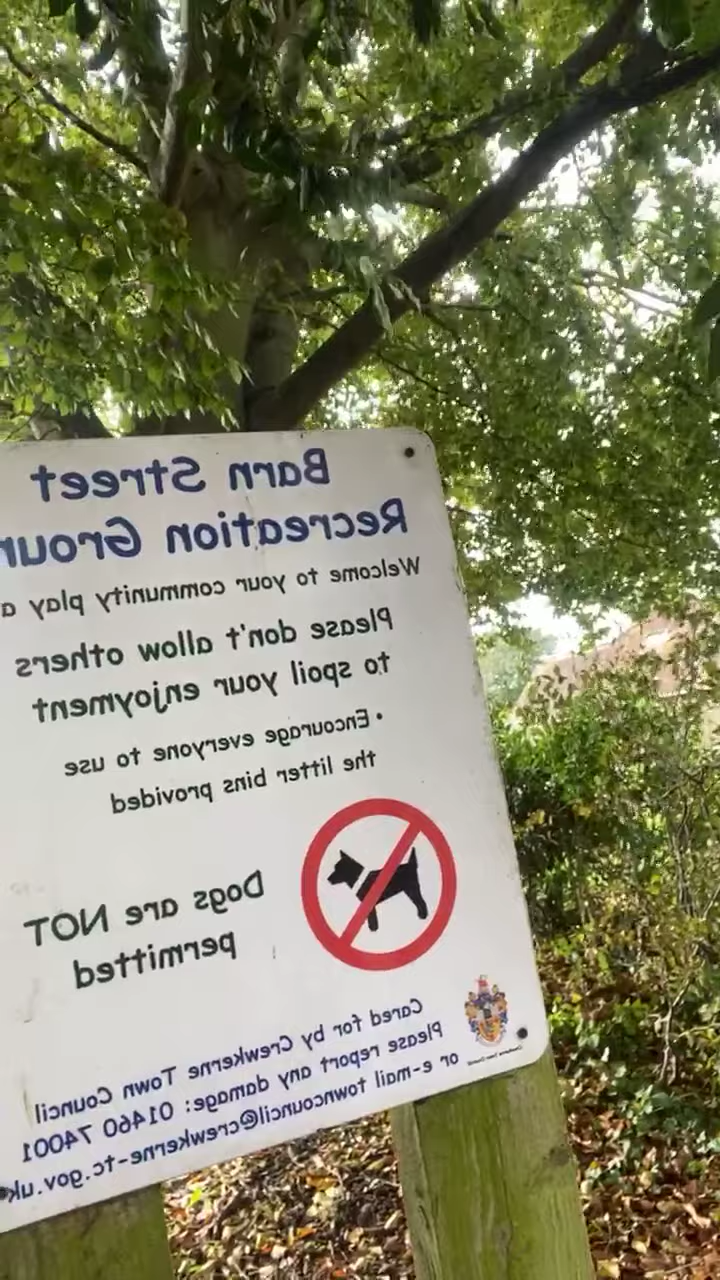 Barn Street
Recreation Groun
Welcome to your community play a
Please don't allow others
to spoil your enjoyment
• Encourage everyone to use
the litter bins provided
Dogs are NOT
permitted
Cared for by Crewkerne Town Council
Please report any damage: 01460 74001
or e-mail towncouncil@crewkerne-tc.gov.uk